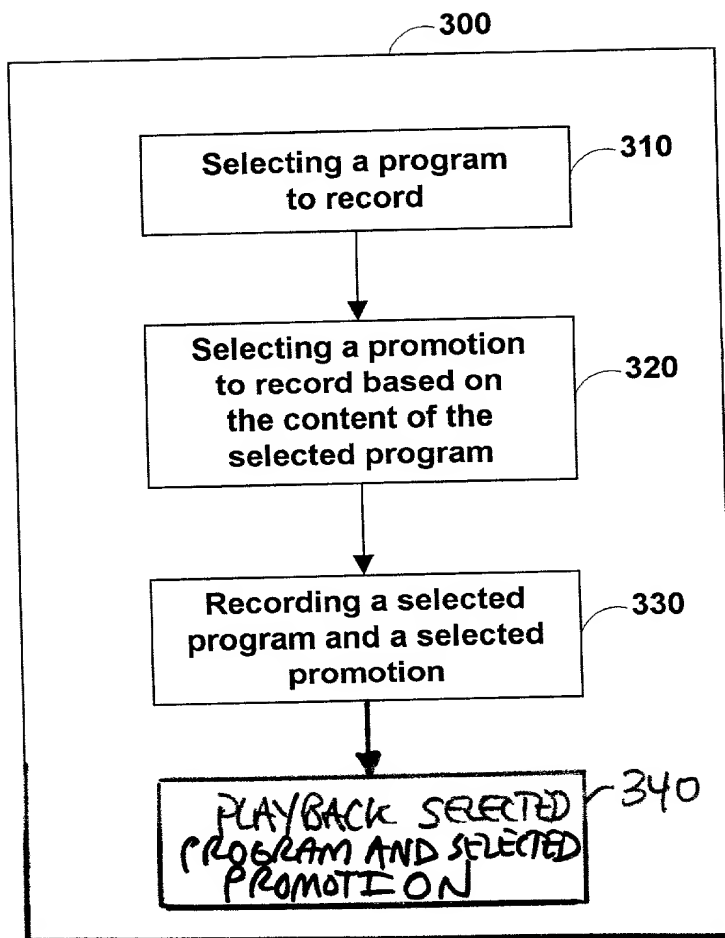 300
Selecting a program
to record
310
Selecting a promotion
to record based on
the content of the
selected program
320
Recording a selected
program and a selected
promotion
330
PLAYBACK SELECTED
PROGRAM AND SELECTED
PROMOTION
340